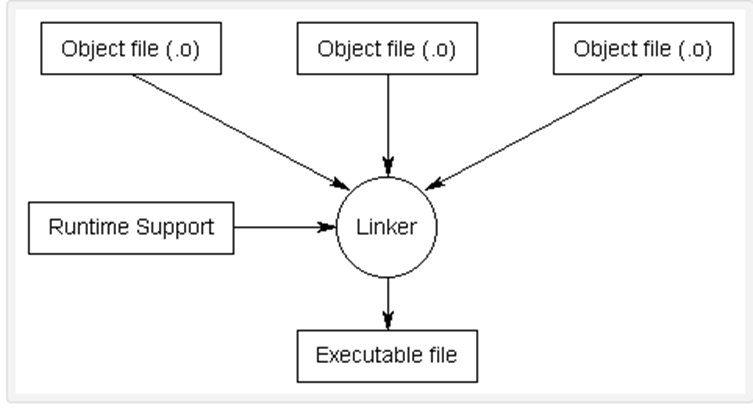 Object file (.o)
Object file (.o)
Object file (.o)
Runtime Support
Linker
Executable file